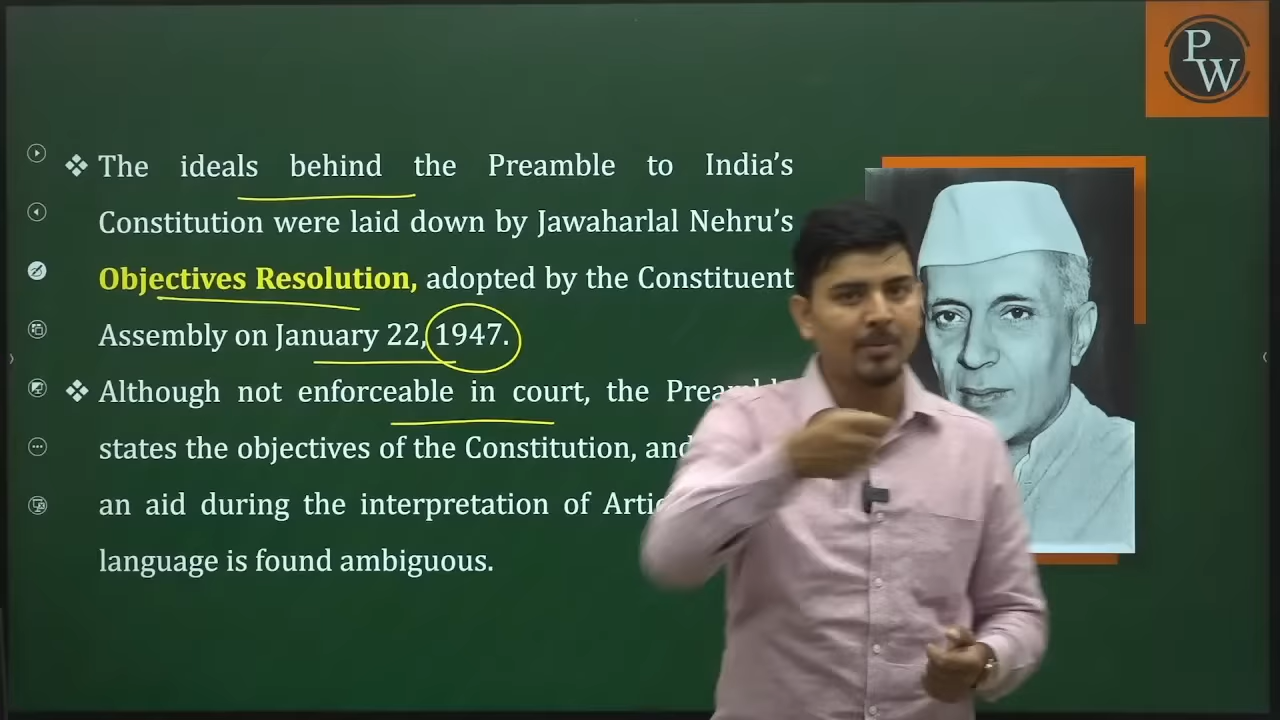 P
W
❖ The ideals behind the Preamble to India’s
Constitution were laid down by Jawaharlal Nehru’s
Objectives Resolution, adopted by the Constituent
Assembly on January 22, 1947.
❖ Although not enforceable in court, the
states the objectives of the Constitution, and
an aid during the interpretation of
language is found ambiguous.